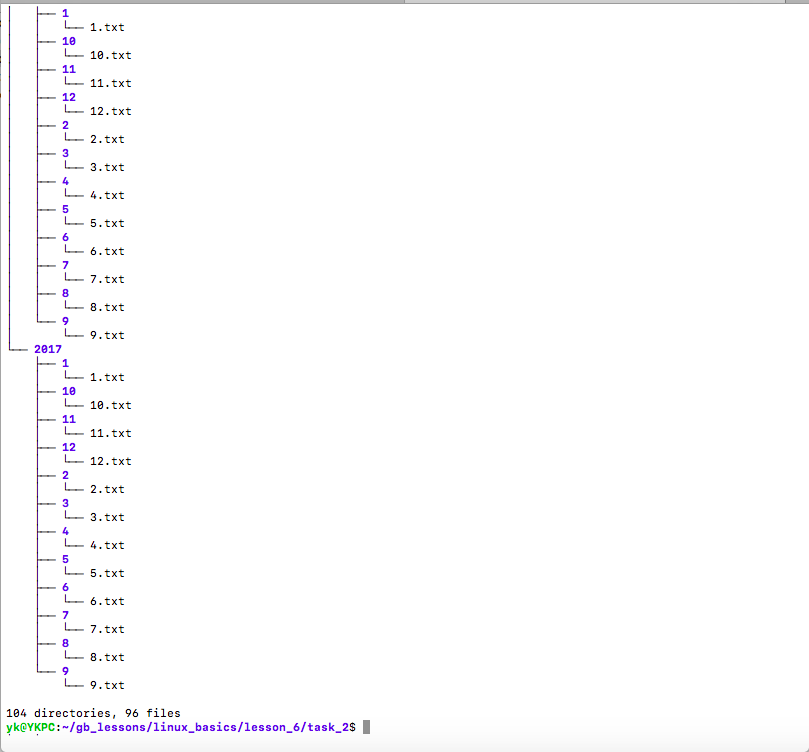 │   ├── 1
│   │   └── 1.txt
│   ├── 10
│   │   └── 10.txt
│   ├── 11
│   │   └── 11.txt
│   ├── 12
│   │   └── 12.txt
│   ├── 2
│   │   └── 2.txt
│   ├── 3
│   │   └── 3.txt
│   ├── 4
│   │   └── 4.txt
│   ├── 5
│   │   └── 5.txt
│   ├── 6
│   │   └── 6.txt
│   ├── 7
│   │   └── 7.txt
│   ├── 8
│   │   └── 8.txt
│   └── 9
│       └── 9.txt
└── 2017
    ├── 1
    │   └── 1.txt
    ├── 10
    │   └── 10.txt
    ├── 11
    │   └── 11.txt
    ├── 12
    │   └── 12.txt
    ├── 2
    │   └── 2.txt
    ├── 3
    │   └── 3.txt
    ├── 4
    │   └── 4.txt
    ├── 5
    │   └── 5.txt
    ├── 6
    │   └── 6.txt
    ├── 7
    │   └── 7.txt
    ├── 8
    │   └── 8.txt
    └── 9
        └── 9.txt

104 directories, 96 files
yk@YKPC:~/gb_lessons/linux_basics/lesson_6/task_2$